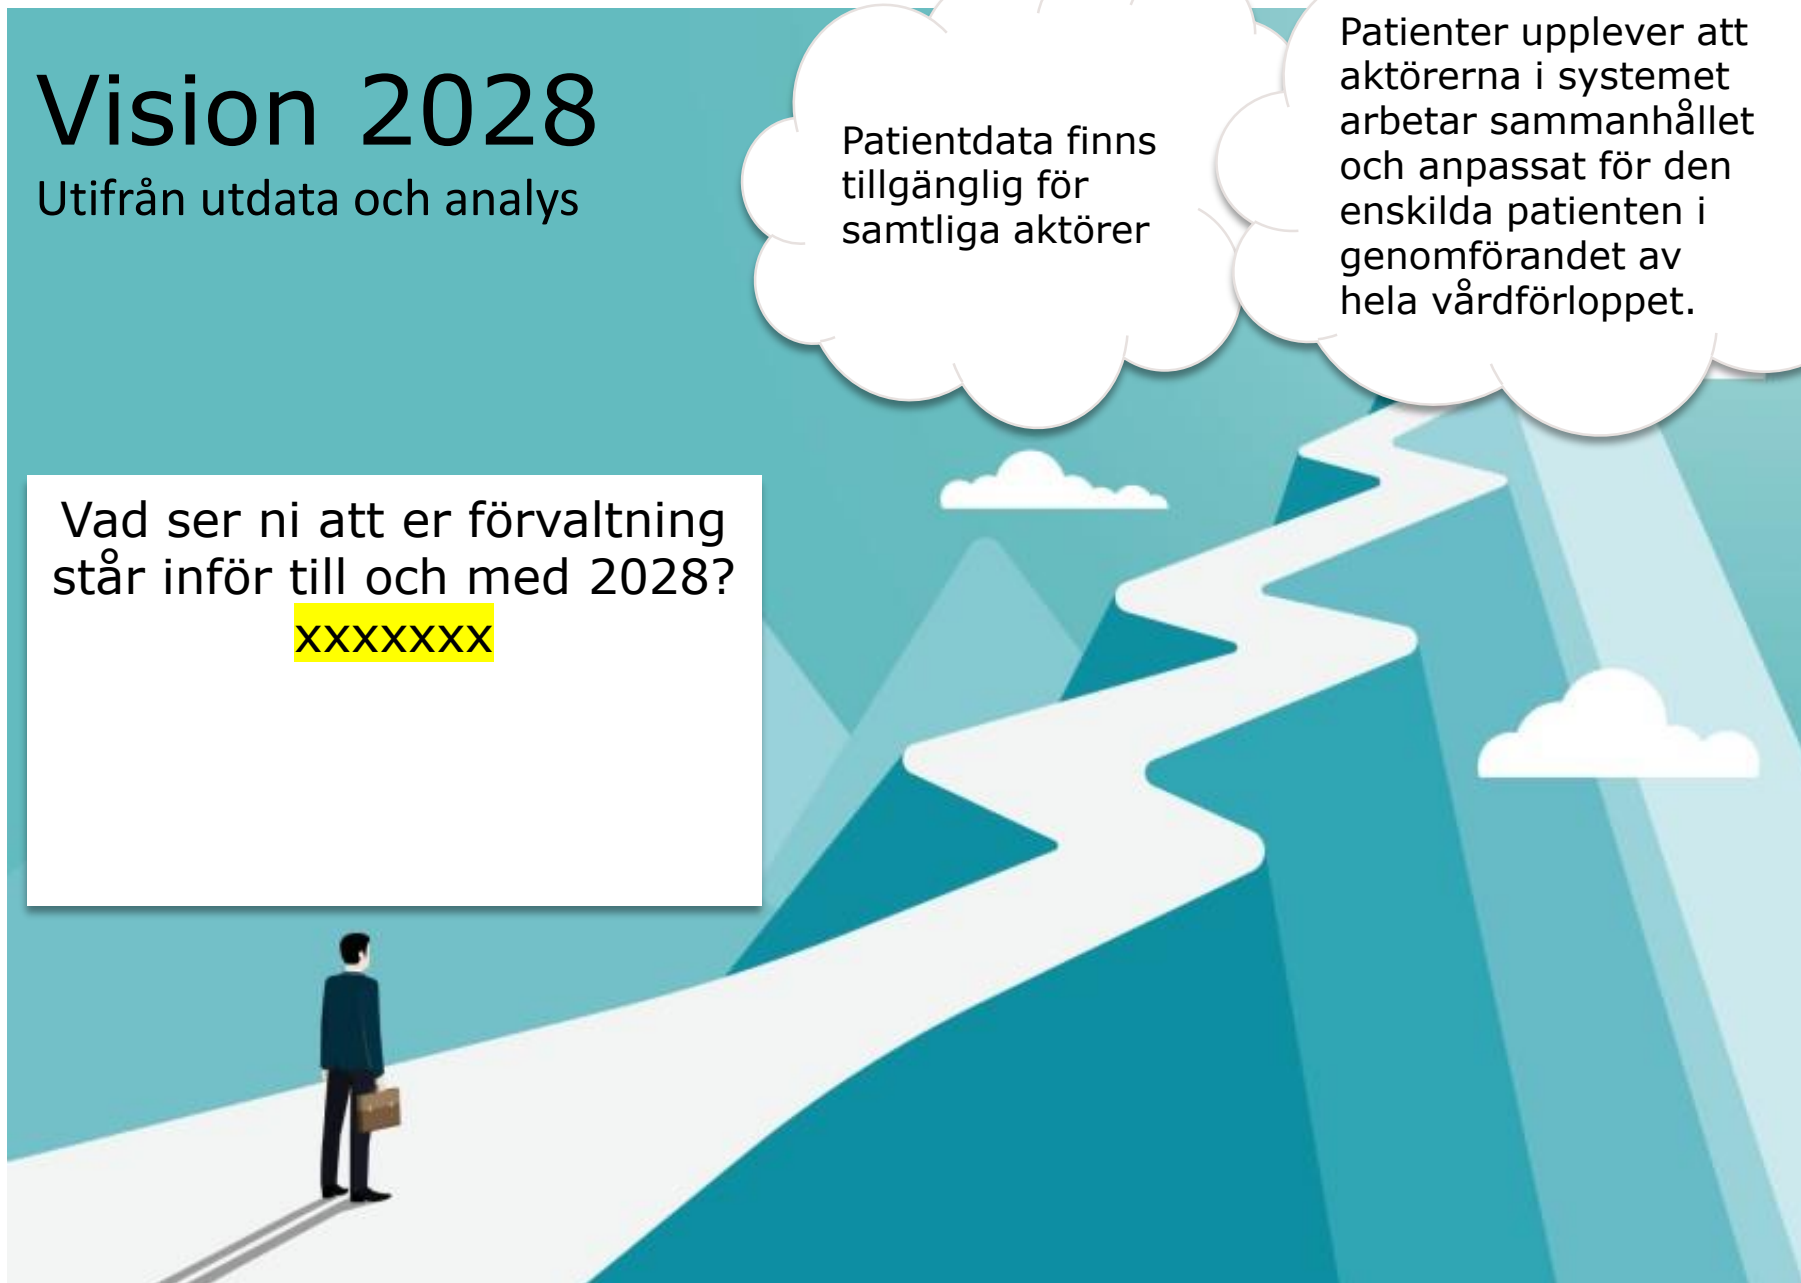 Vision 2028
Utifrån utdata och analys
Patientdata finns
tillgänglig för
samtliga aktörer
Patienter upplever att
aktörerna i systemet
arbetar sammanhållet
och anpassat för den
enskilda patienten i
genomförandet av
hela vårdförloppet.
Vad ser ni att er förvaltning
står inför till och med 2028?
xxxxxxx